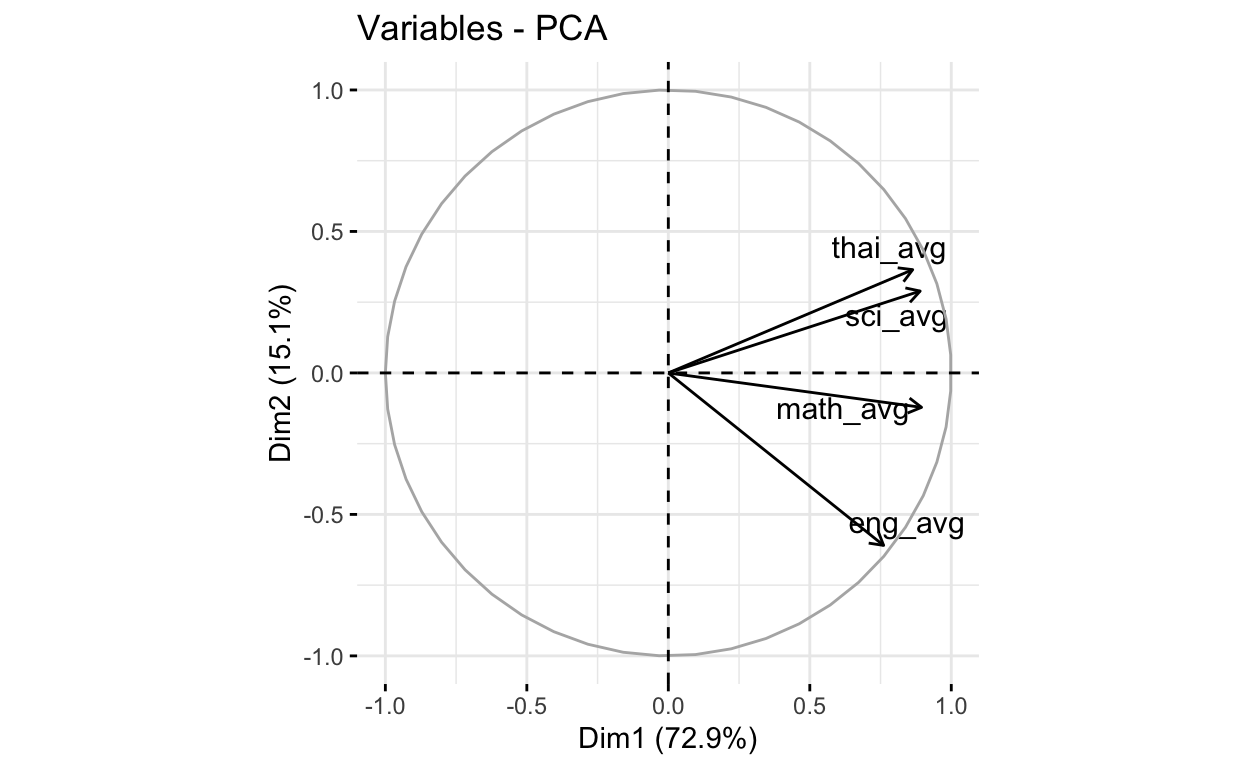 Variables - PCA
1.0
0.5
0.0
-0.5
-1.0
Dim2 (15.1%)
thai_avg
sci_avg
math_avg
eng_avg
-1.0
-0.5
0.0
0.5
1.0
Dim1 (72.9%)